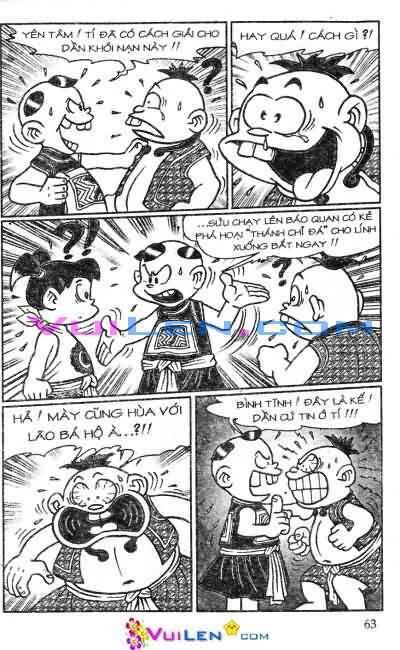 YÊN TÂM ! TÍ ĐÃ CÓ CÁCH GIẢI CHO
DẦN KHỎI NẠN NÀY !!
?
HAY QUÁ ! CÁCH GÌ ?!
...SỬU CHẠY LÊN BÁO QUAN CÓ KẺ
PHÁ HOẠI "THÁNH CHỈ ĐÁ" CHO LÍNH
XUỐNG BẮT NGAY !!
?
?
VUILEN.COM
HẢ ! MÀY CŨNG HÙA VỚI
LÃO BÁ HỘ À...?!!
BÌNH TĨNH ! ĐÂY LÀ KẾ !
DẦN CỨ TIN Ở TÍ !!!
63
VUILEN.COM